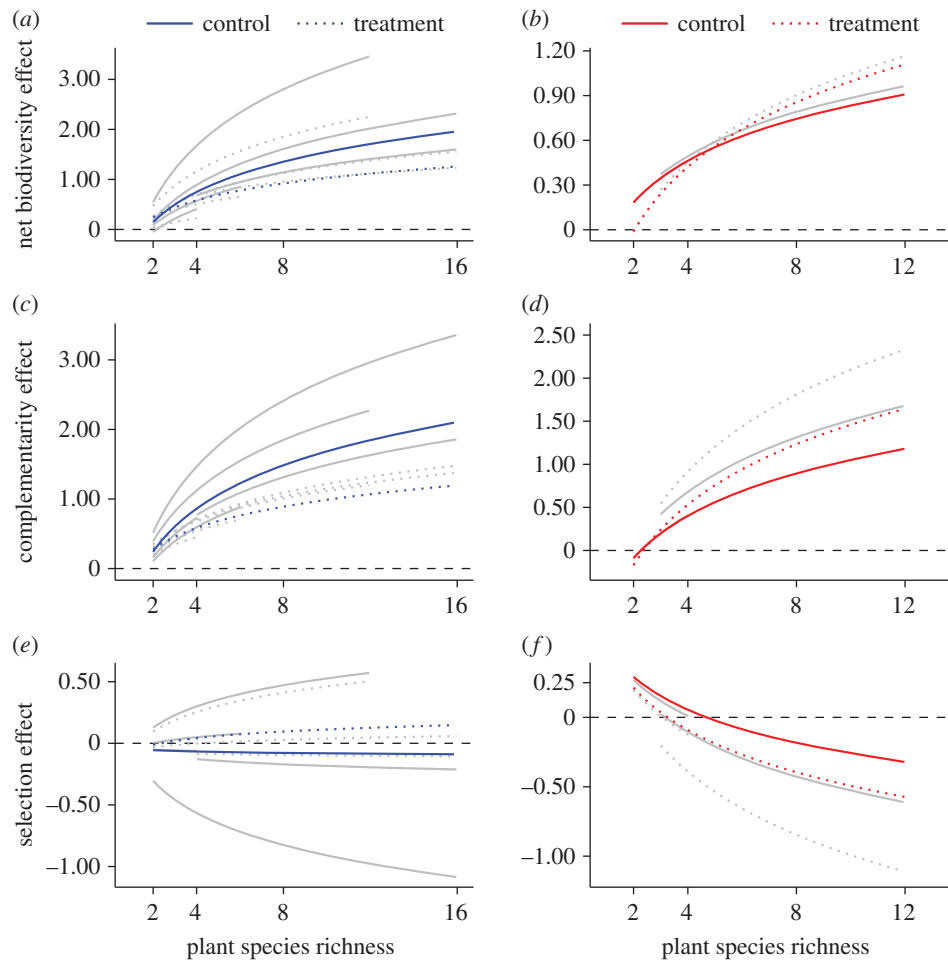 (a) control treatment
(b) control treatment
net biodiversity effect
3.00
2.00
1.00
0
2 4 8 16
1.20
0.90
0.60
0.30
0
2 4 8 12
(c)
(d)
complementarity effect
3.00
2.00
1.00
0
2 4 8 16
2.50
2.00
1.50
1.00
0.50
0
2 4 8 12
(e)
(f)
selection effect
0.50
0
−0.50
−1.00
2 4 8 16
plant species richness
0.25
0
−0.50
−1.00
2 4 8 12
plant species richness